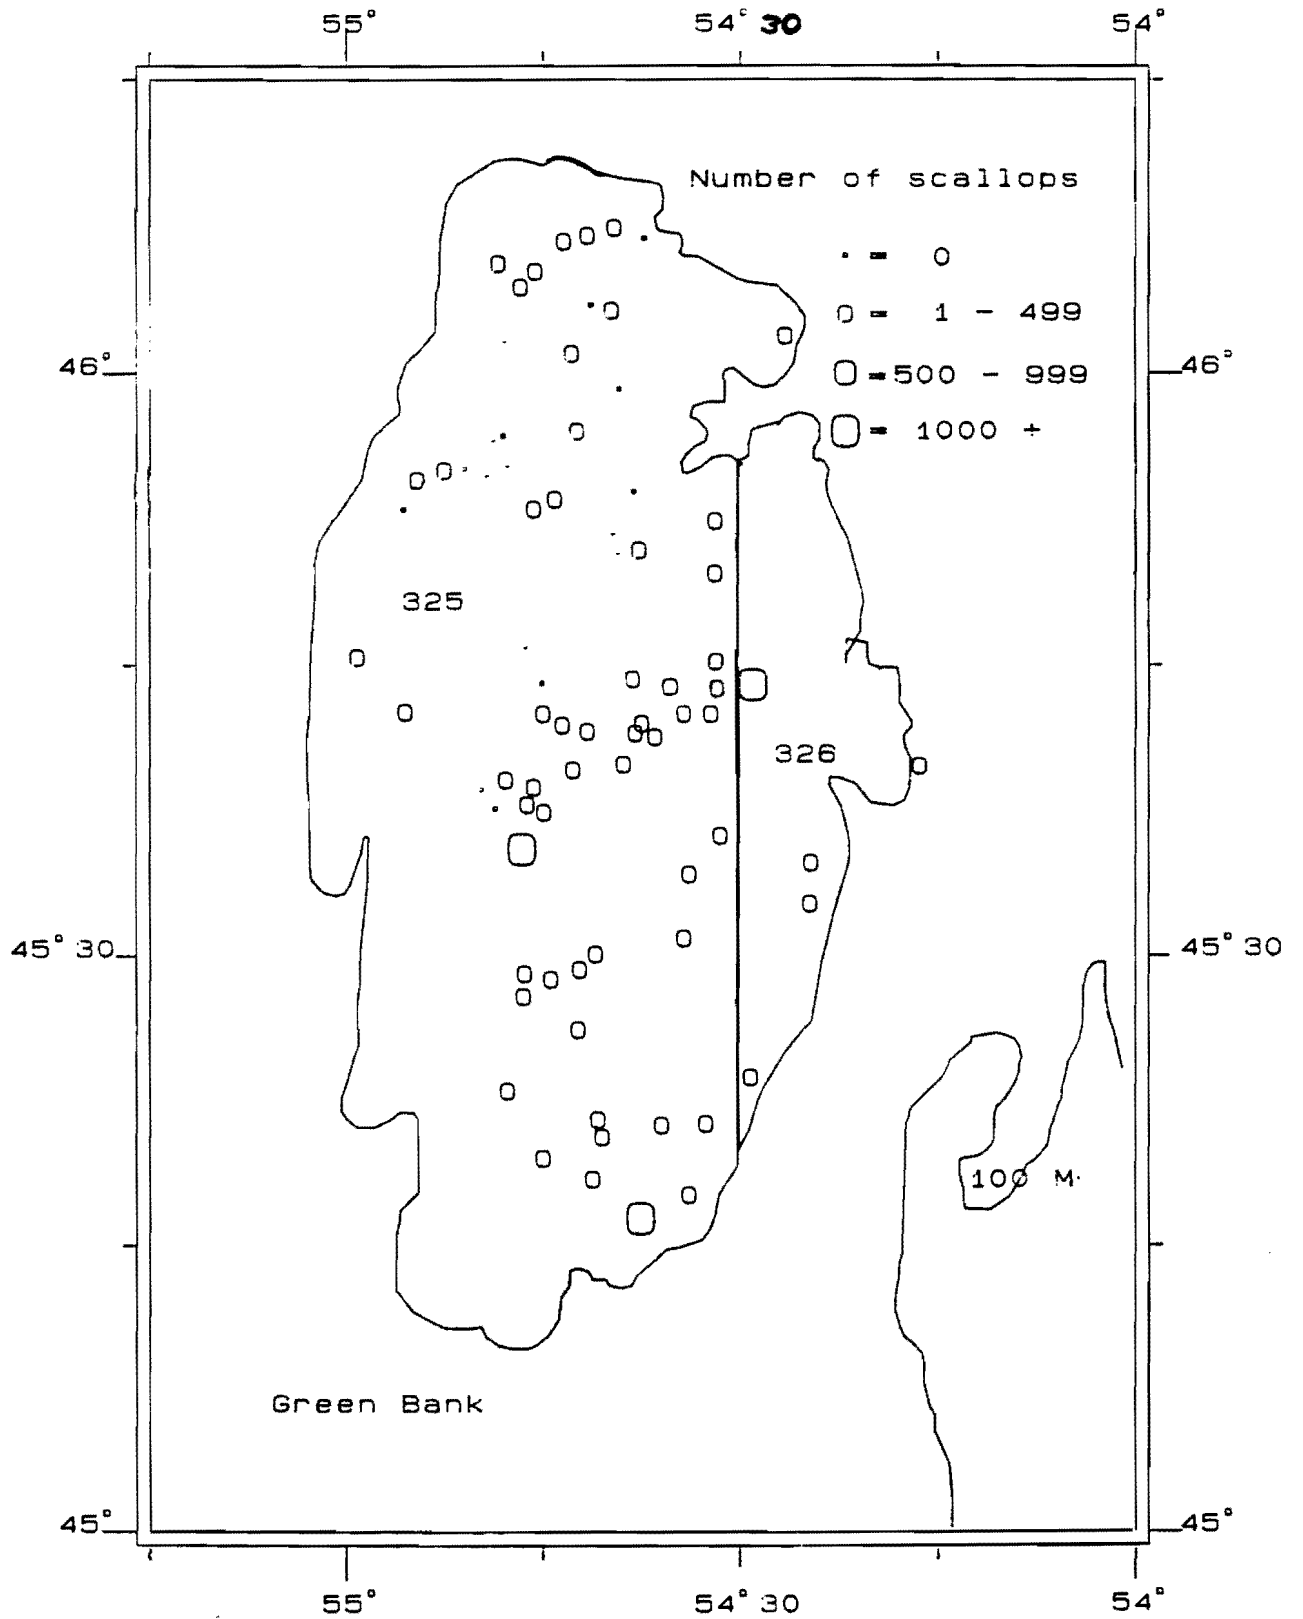 55° 54° 30 54°
Number of scallops
· = 0
o = 1 - 499
46° O =500 - 999 46°
O = 1000 +
325
326
45° 30 45° 30
100 M.
Green Bank
45° 45°
55° 54° 30 54°